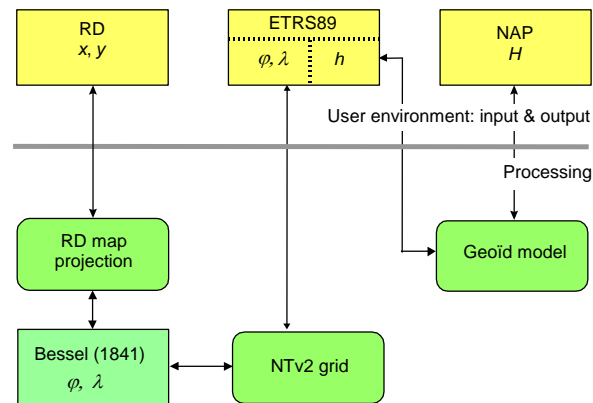 RD
x, y
ETRS89
φ, λ
h
NAP
H
User environment: input & output
Processing
RD map
projection
Geoïd model
Bessel (1841)
φ, λ
NTv2 grid